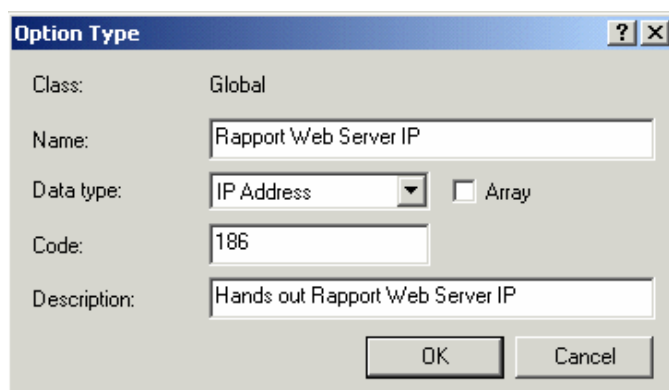 Option Type
Class: Global
Name: Rapport Web Server IP
Data type: IP Address Array
Code: 186
Description: Hands out Rapport Web Server IP
OK Cancel